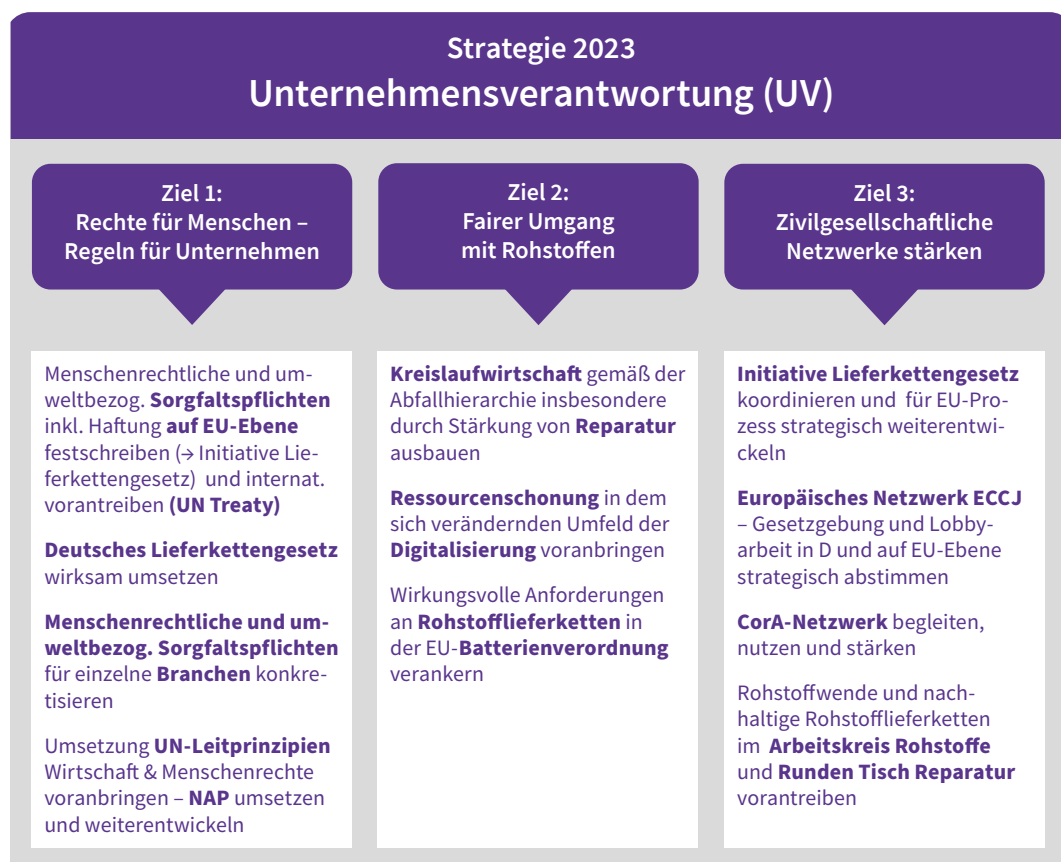 Strategie 2023
Unternehmensverantwortung (UV)
Ziel 1:
Rechte für Menschen –
Regeln für Unternehmen
Menschenrechtliche und um-
weltbezog. Sorgfaltspflichten
inkl. Haftung auf EU-Ebene
festschreiben (→ Initiative Lie-
ferkettengesetz) und internat.
vorantreiben (UN Treaty)
Deutsches Lieferkettengesetz
wirksam umsetzen
Menschenrechtliche und um-
weltbezog. Sorgfaltspflichten
für einzelne Branchen konkre-
tisieren
Umsetzung UN-Leitprinzipien
Wirtschaft & Menschenrechte
voranbringen – NAP umsetzen
und weiterentwickeln
Ziel 2:
Fairer Umgang
mit Rohstoffen
Kreislaufwirtschaft gemäß der
Abfallhierarchie insbesondere
durch Stärkung von Reparatur
ausbauen
Ressourcenschonung in dem
sich verändernden Umfeld der
Digitalisierung voranbringen
Wirkungsvolle Anforderungen
an Rohstofflieferketten in
der EU-Batterienverordnung
verankern
Ziel 3:
Zivilgesellschaftliche
Netzwerke stärken
Initiative Lieferkettengesetz
koordinieren und für EU-Pro-
zess strategisch weiterentwi-
ckeln
Europäisches Netzwerk ECCJ
– Gesetzgebung und Lobby-
arbeit in D und auf EU-Ebene
strategisch abstimmen
CorA-Netzwerk begleiten,
nutzen und stärken
Rohstoffwende und nach-
haltige Rohstofflieferketten
im Arbeitskreis Rohstoffe
und Runden Tisch Reparatur
vorantreiben